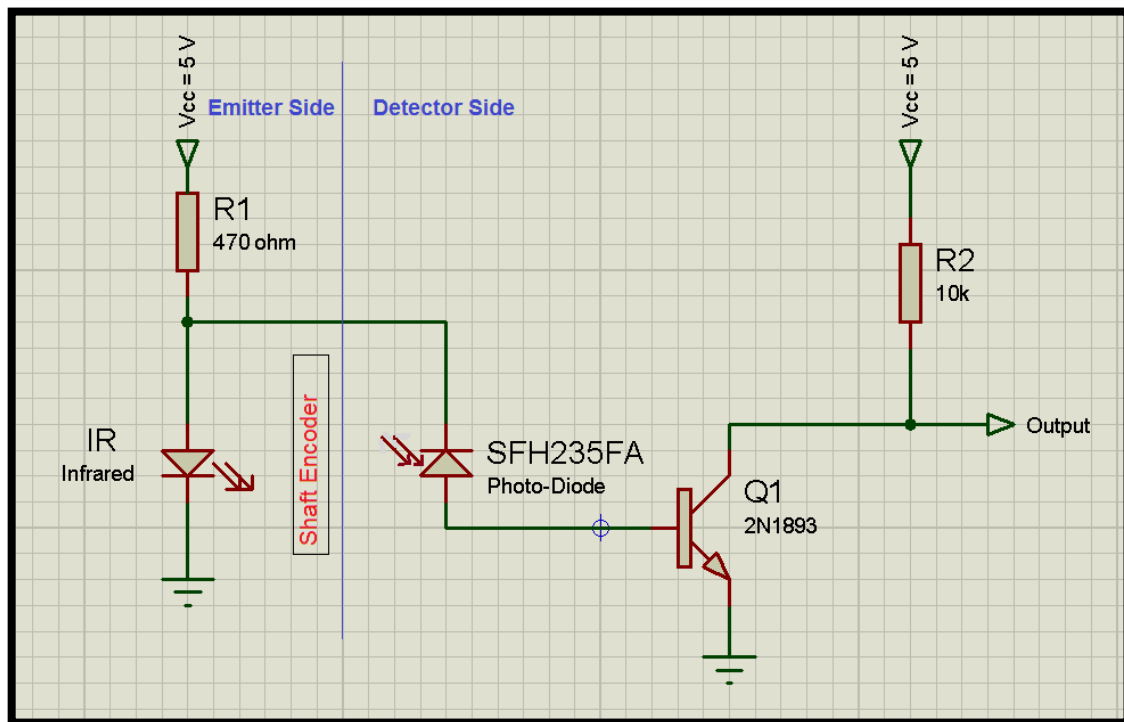 Vcc = 5 V
Emitter Side
Detector Side
Vcc = 5 V
R1
470 ohm
R2
10k
IR
Infrared
Shaft Encoder
SFH235FA
Photo-Diode
Q1
2N1893
Output